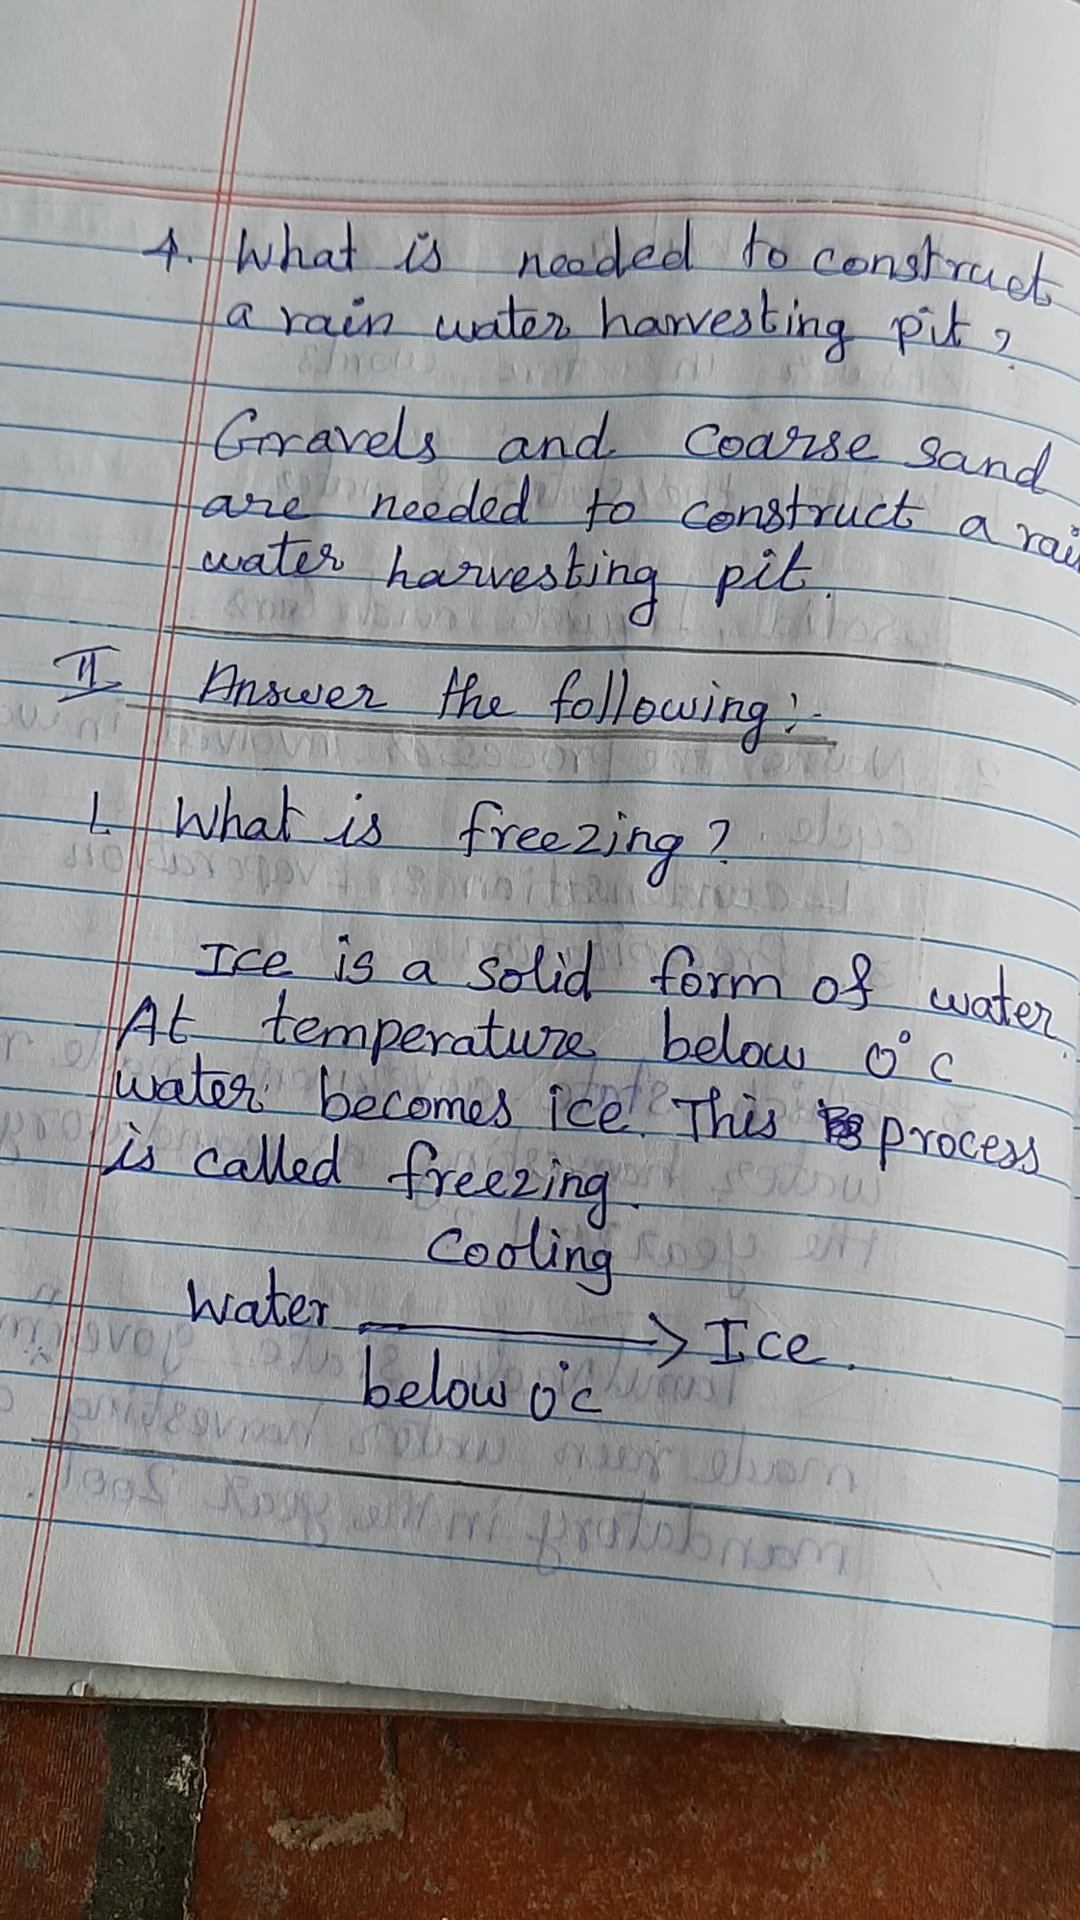 4. What is needed to construct
a rain water harvesting pit?
Gravels and coarse sand
are needed to construct a rain
water harvesting pit.
II Answer the following:-
1. What is freezing?
Ice is a solid form of water.
At temperature below 0°C
water becomes ice. This process
is called freezing.
Cooling
Water → Ice.
below 0°C